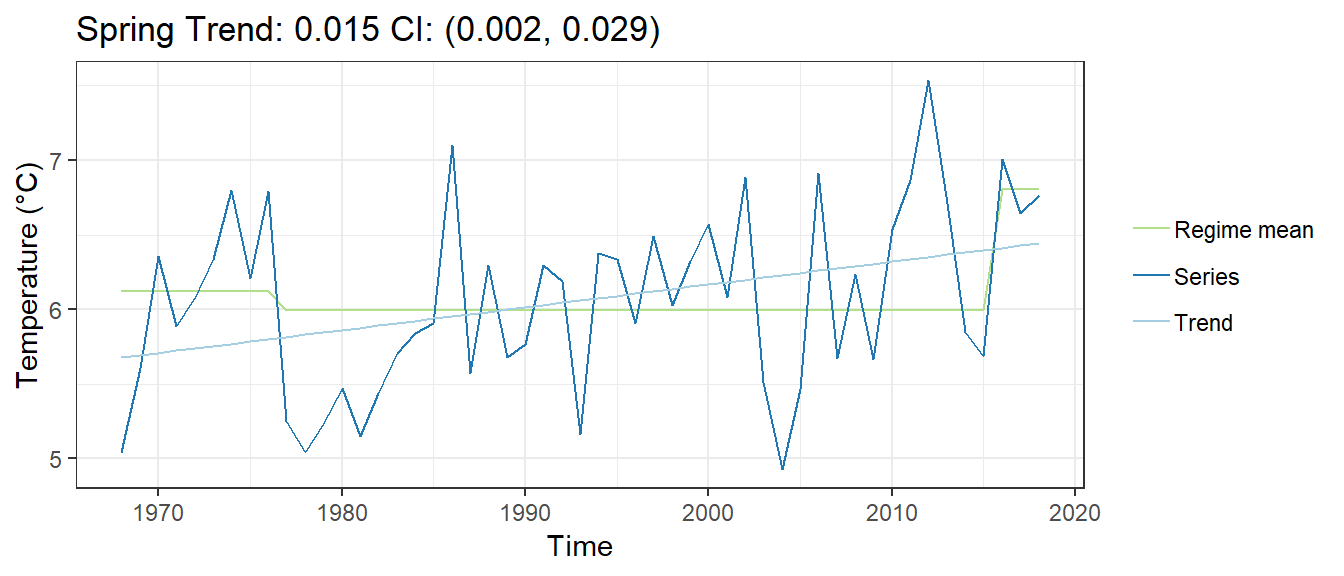 Spring Trend: 0.015 CI: (0.002, 0.029)
Temperature (°C)
7
6
5
1970
1980
1990
2000
2010
2020
Time
Regime mean
Series
Trend